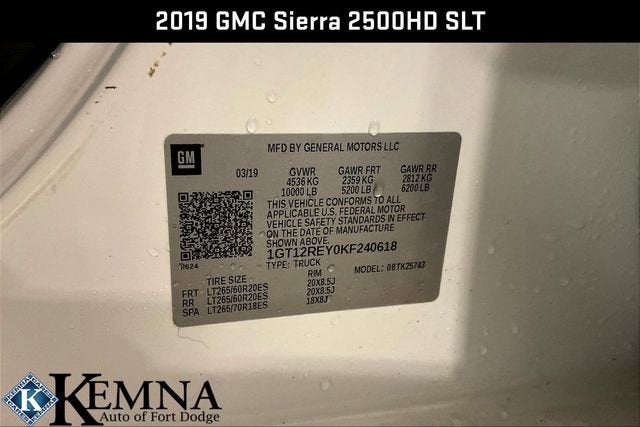 2019 GMC Sierra 2500HD SLT
GM
MFD BY GENERAL MOTORS LLC
03/19 GVWR GAWR FRT GAWR RR
4536 KG 2359 KG 2812 KG
10000 LB 5200 LB 6200 LB
THIS VEHICLE CONFORMS TO ALL
APPLICABLE U.S. FEDERAL MOTOR
VEHICLE SAFETY STANDARDS IN EFFECT
ON THE DATE OF MANUFACTURE
1GT12REY0KF240618
TYPE: TRUCK MODEL: 08TK25743
TIRE SIZE RIM
FRT LT265/60R20ES 20X8.5J
RR LT265/60R20ES 20X8.5J
SPA LT265/70R18ES 18X8J
KEMNA
Auto of Fort Dodge